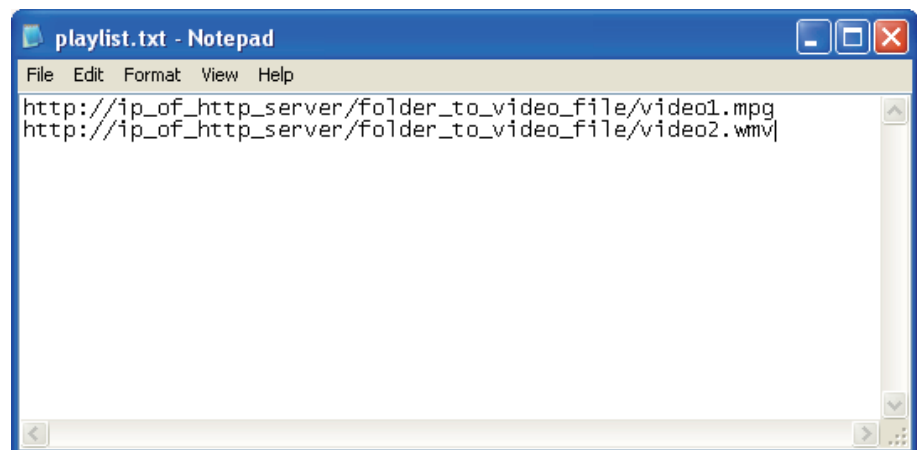 playlist.txt - Notepad
File Edit Format View Help
http://ip_of_http_server/folder_to_video_file/video1.mpg
http://ip_of_http_server/folder_to_video_file/video2.wmv